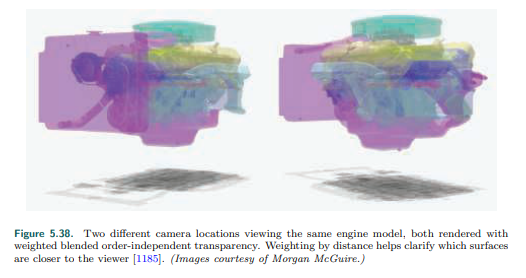 Figure 5.38. Two different camera locations viewing the same engine model, both rendered with
weighted blended order-independent transparency. Weighting by distance helps clarify which surfaces
are closer to the viewer [1185]. (Images courtesy of Morgan McGuire.)